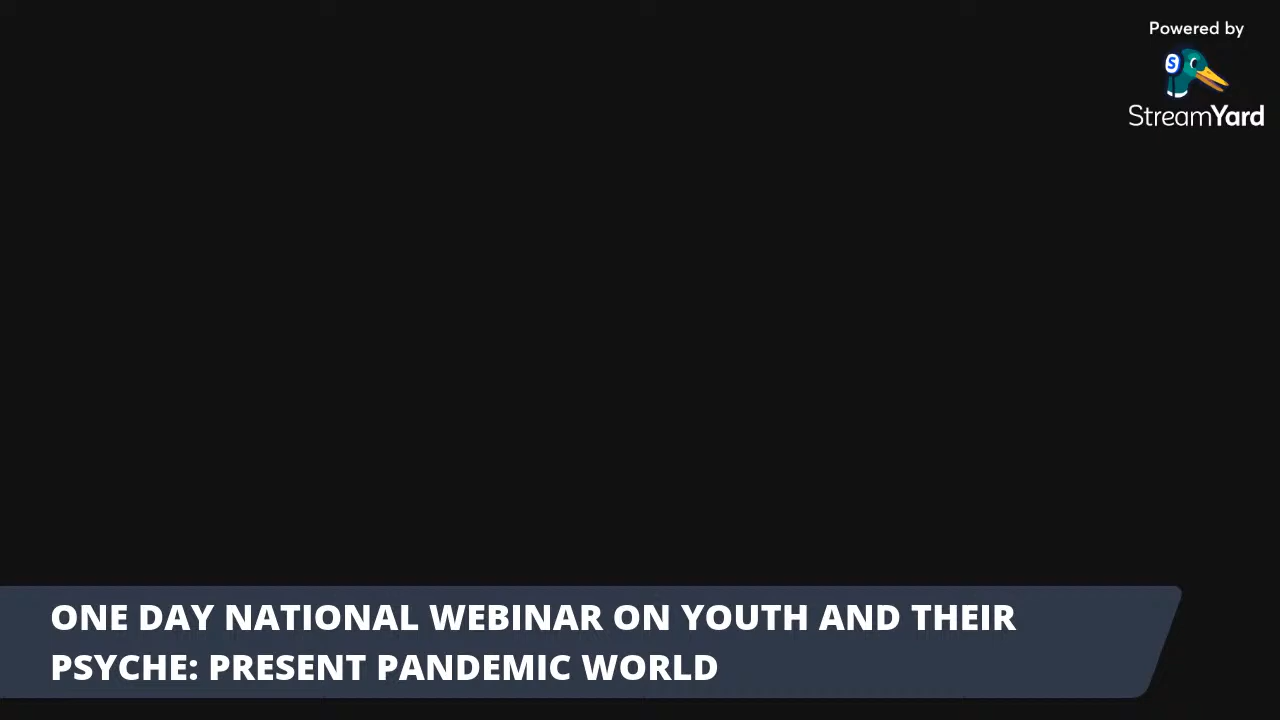 Powered by
S
StreamYard
ONE DAY NATIONAL WEBINAR ON YOUTH AND THEIR
PSYCHE: PRESENT PANDEMIC WORLD